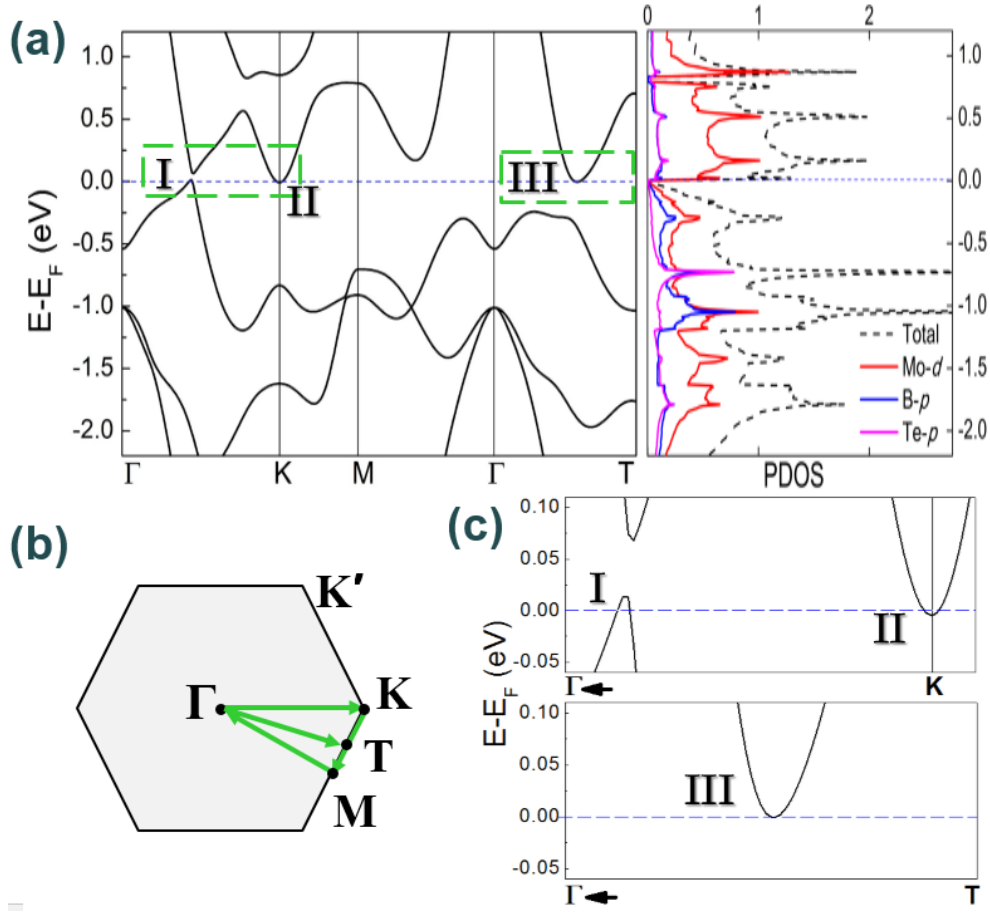 (a)
0 1 2
1.0
0.5
0.0
-0.5
-1.0
-1.5
-2.0
E-E_F (eV)
I
II
III
Γ K M Γ T
1.0
0.5
0.0
-0.5
-1.0
-1.5
-2.0
Total
Mo-d
B-p
Te-p
PDOS
(b)
K′
Γ
K
T
M
(c)
E-E_F (eV)
0.10
0.05
0.00
-0.05
I
II
Γ K
0.10
0.05
0.00
-0.05
III
Γ T